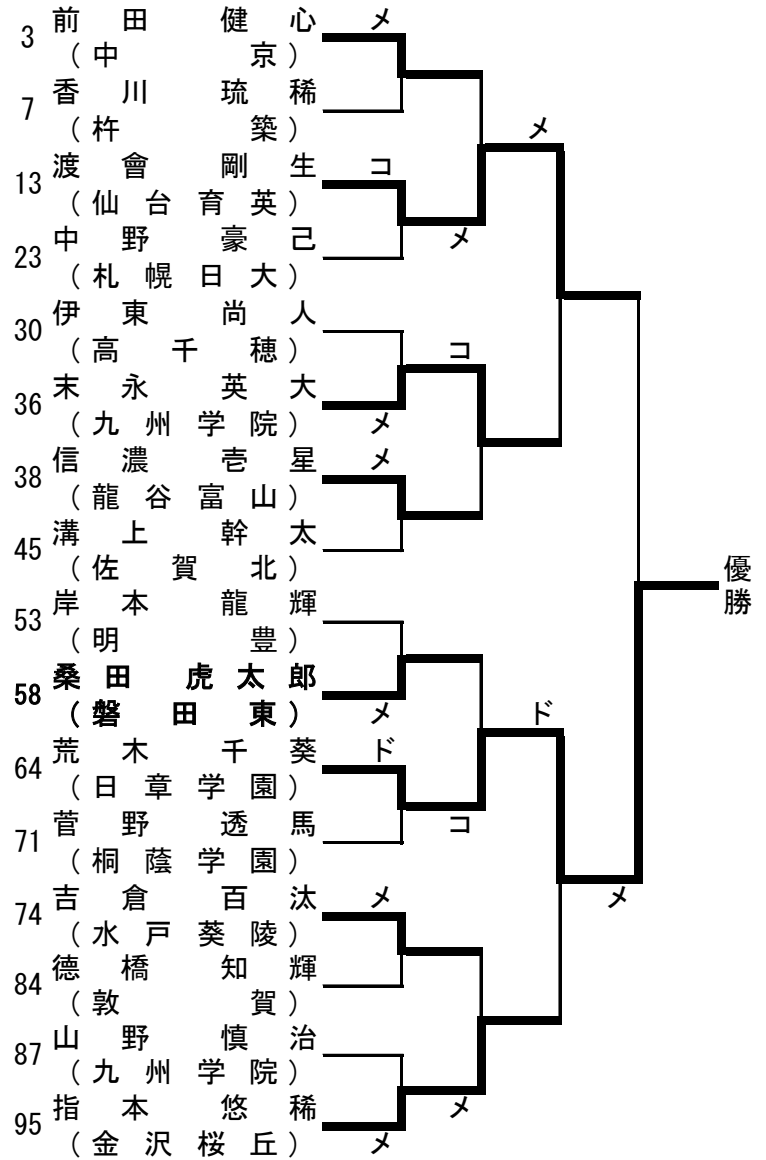 3 前田 健心 メ
(中京)
7 香川 琉稀
(杵築)
メ
13 渡會 剛生 コ
(仙台育英)
23 中野 豪己 メ
(札幌日大)
30 伊東 尚人
(高千穂) コ
36 末永 英大
(九州学院) メ
38 信濃 壱星 メ
(龍谷富山)
45 溝上 幹太
(佐賀北)
優勝
53 岸本 龍輝
(明豊)
58 桑田 虎太郎
(磐田東) メ ド
64 荒木 千葵 ド
(日章学園)
71 菅野 透馬 コ
(桐蔭学園)
74 吉倉 百汰 メ メ
(水戸葵陵)
84 德橋 知輝
(敦賀)
87 山野 慎治
(九州学院)
95 指本 悠稀 メ
(金沢桜丘) メ